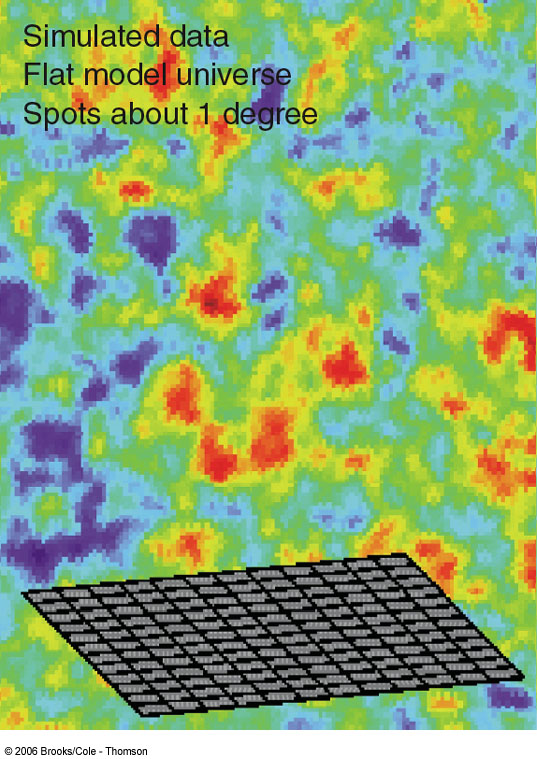 Simulated data
Flat model universe
Spots about 1 degree
© 2006 Brooks/Cole - Thomson